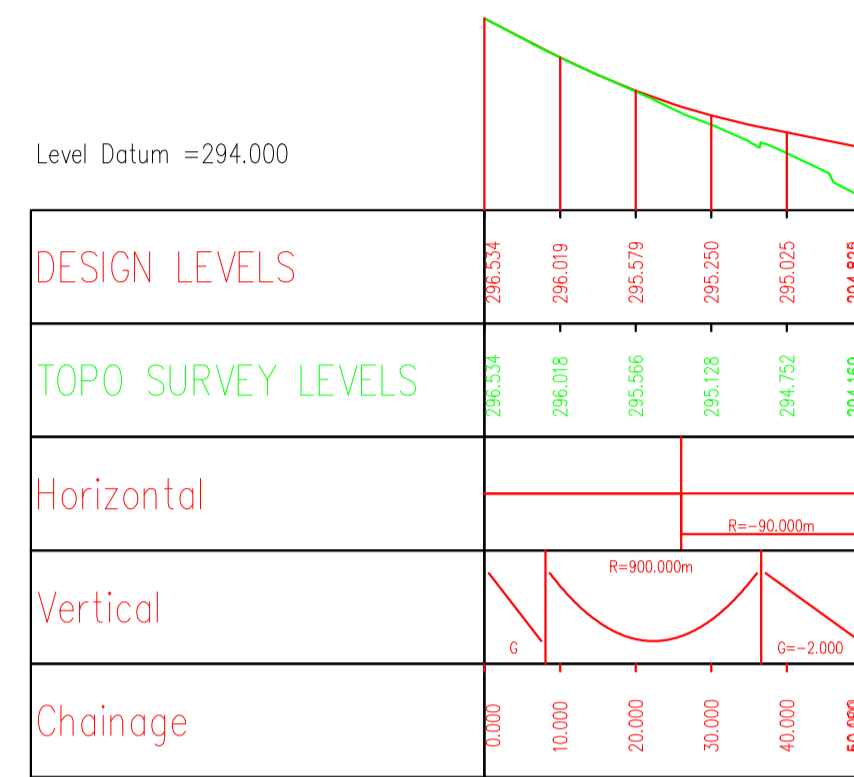 Level Datum =294.000
DESIGN LEVELS 296.534 296.019 295.579 295.250 295.025
TOPO SURVEY LEVELS 296.534 296.018 295.566 295.128 294.752
Horizontal R=-90.000m
Vertical G R=900.000m G=-2.000
Chainage 0.000 10.000 20.000 30.000 40.000